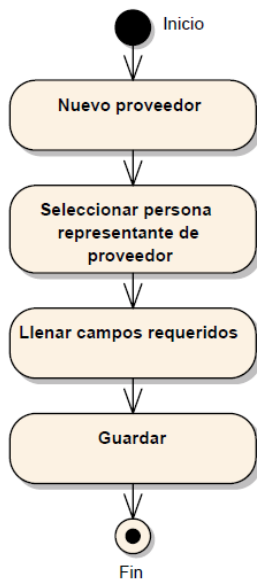 Inicio
Nuevo proveedor
Seleccionar persona
representante de
proveedor
Llenar campos requeridos
Guardar
Fin